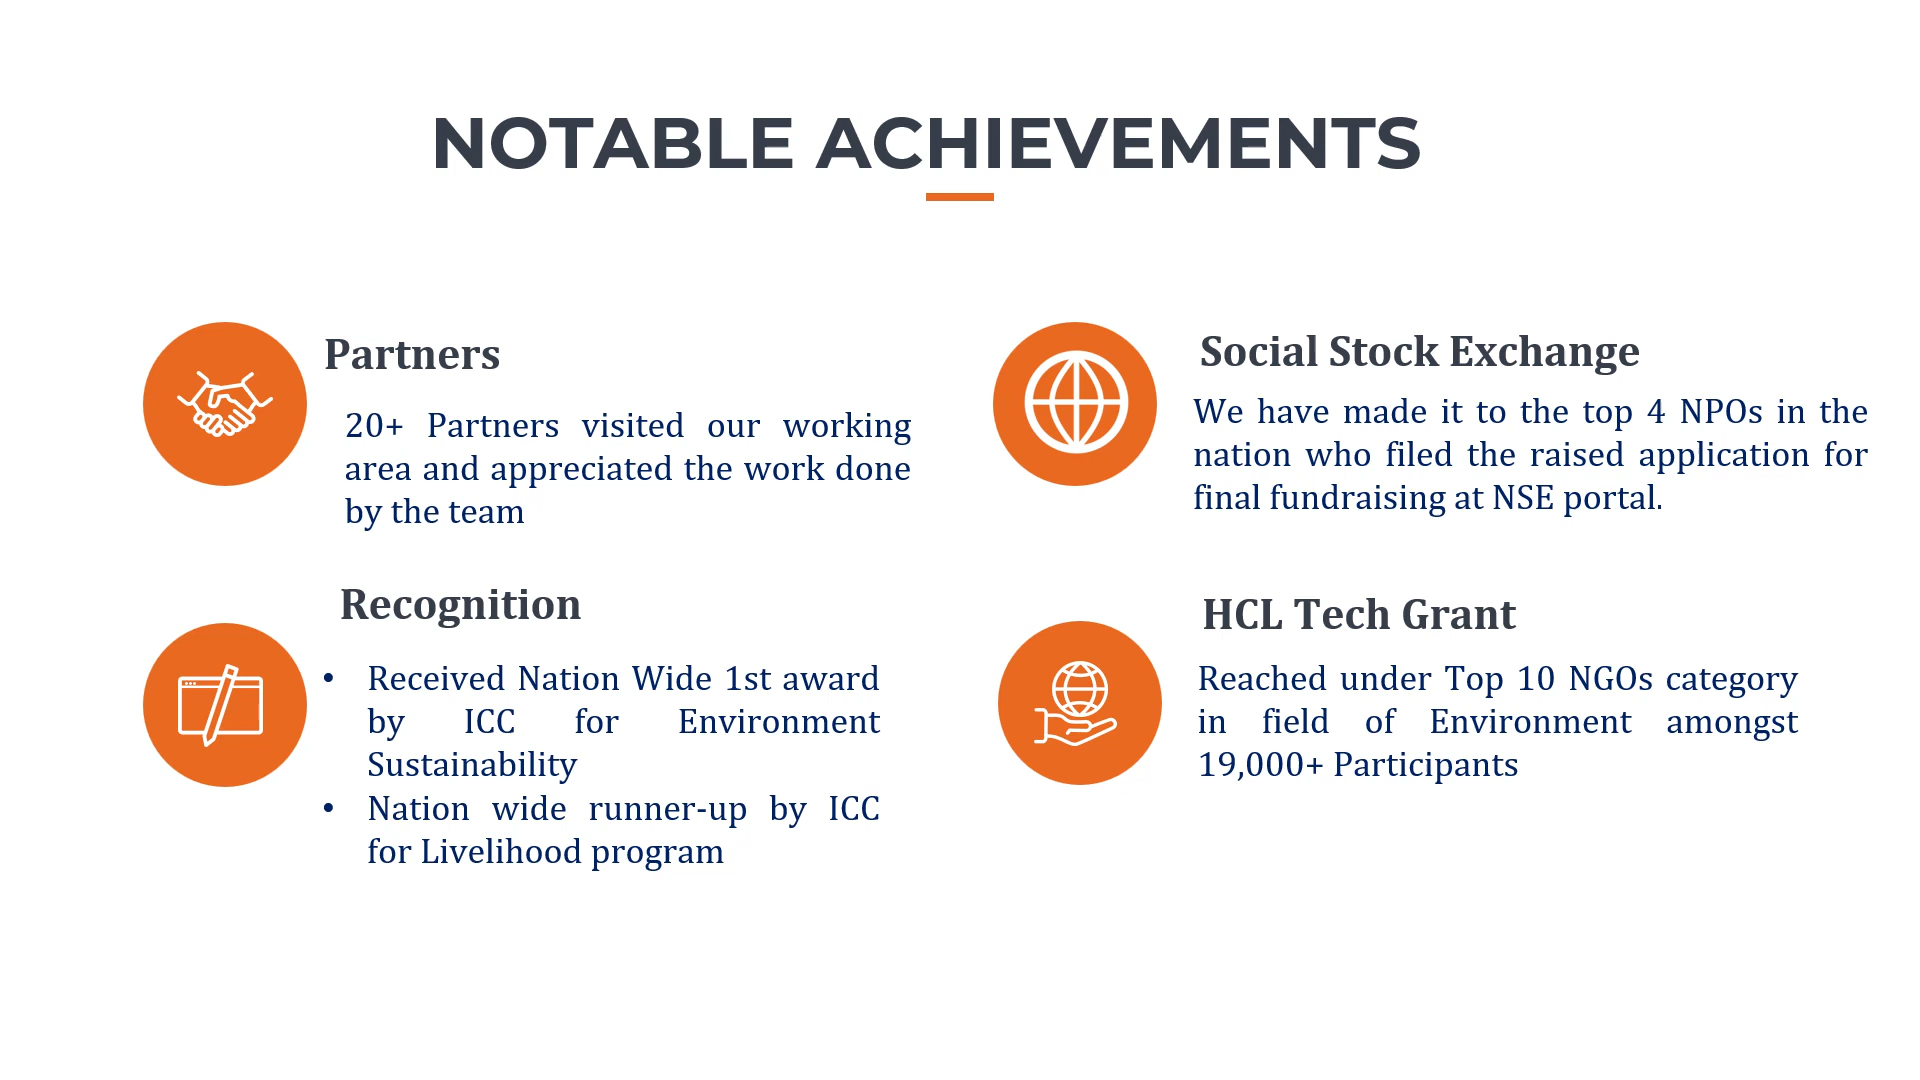 NOTABLE ACHIEVEMENTS
Partners
20+ Partners visited our working
area and appreciated the work done
by the team
Social Stock Exchange
We have made it to the top 4 NPOs in the
nation who filed the raised application for
final fundraising at NSE portal.
Recognition
• Received Nation Wide 1st award
by ICC for Environment
Sustainability
• Nation wide runner-up by ICC
for Livelihood program
HCL Tech Grant
Reached under Top 10 NGOs category
in field of Environment amongst
19,000+ Participants